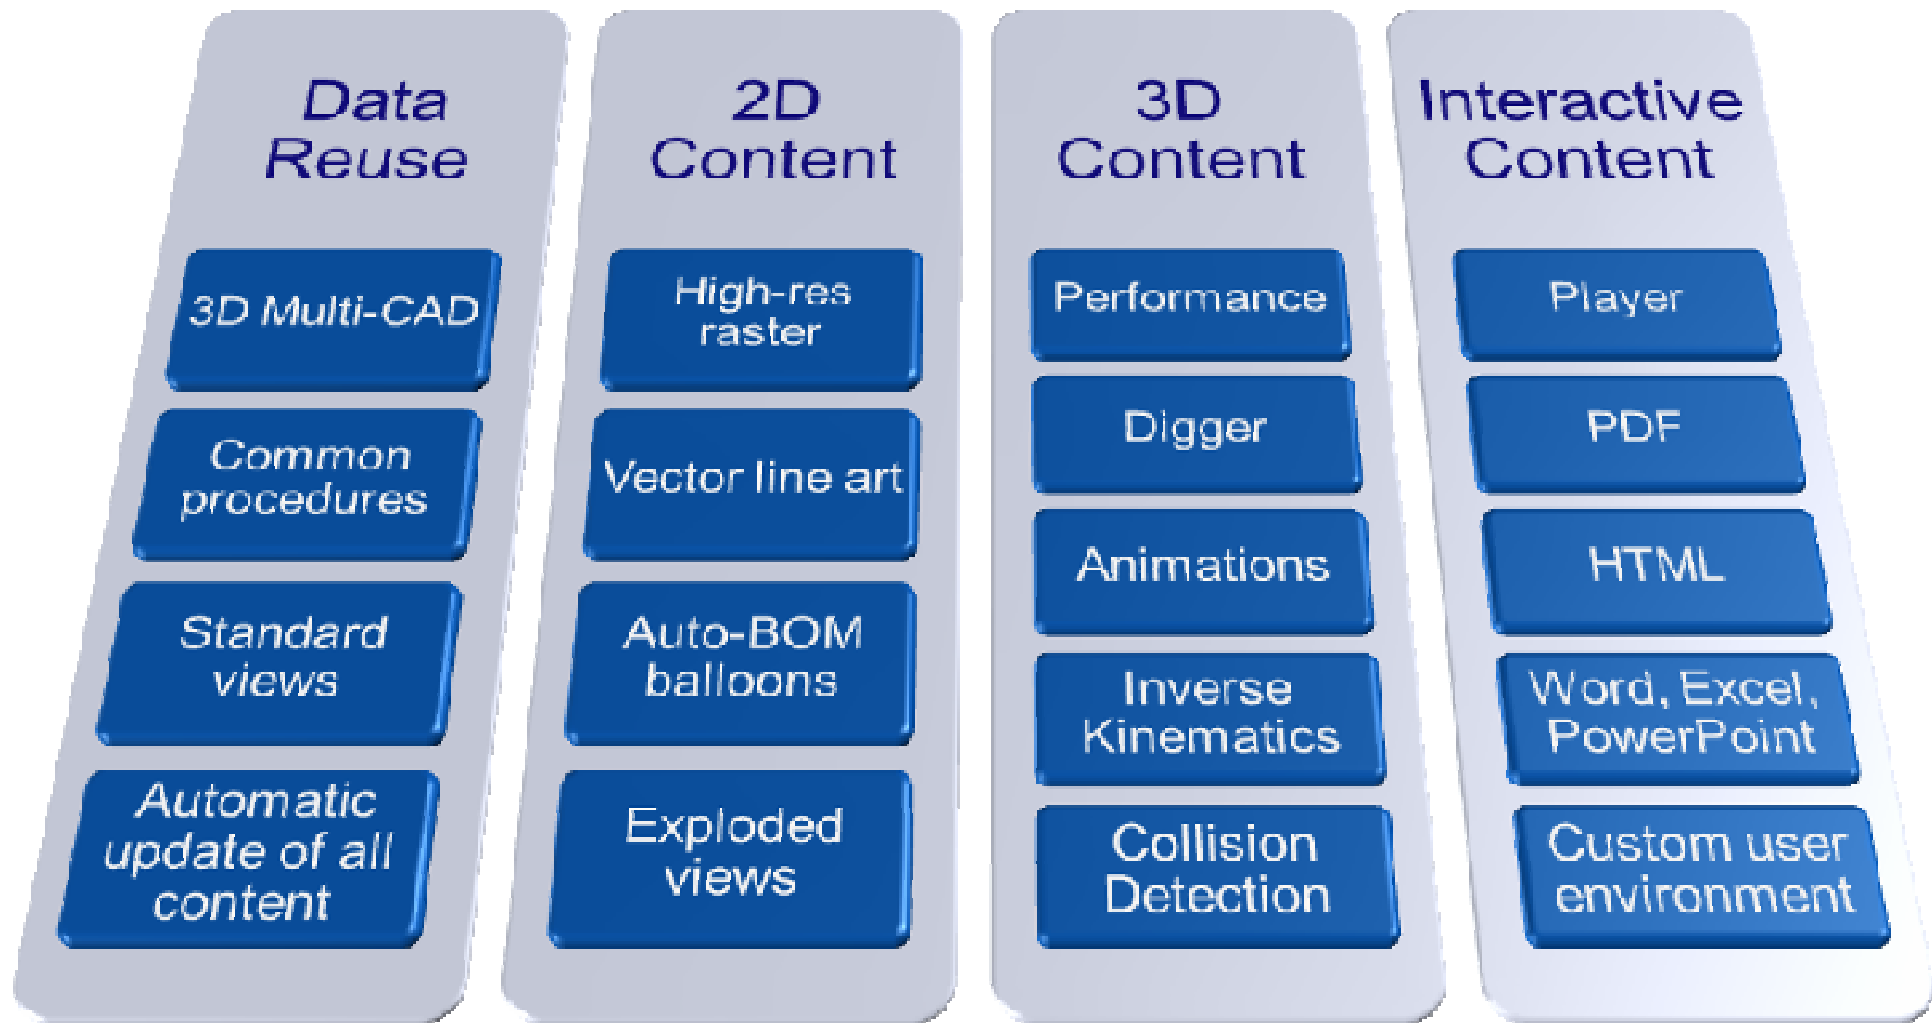 Data
Reuse
3D Multi-CAD
Common
procedures
Standard
views
Automatic
update of all
content
2D
Content
High-res
raster
Vector line art
Auto-BOM
balloons
Exploded
views
3D
Content
Performance
Digger
Animations
Inverse
Kinematics
Collision
Detection
Interactive
Content
Player
PDF
HTML
Word, Excel,
PowerPoint
Custom user
environment